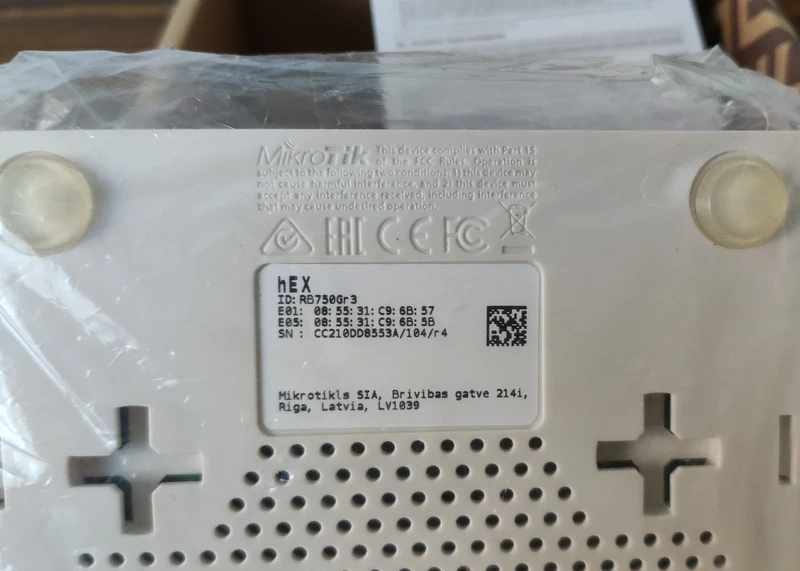 MikroTik This device complies with Part 15
of the FCC Rules. Operation is
subject to the following two conditions: 1) this device may
not cause harmful interference, and 2) this device must
accept any interference received, including interference
that may cause undesired operation.
EAC CE FC
hEX
ID: RB750Gr3
E01: 08:55:31:C9:6B:57
E05: 08:55:31:C9:6B:5B
SN : CC210DD8553A/104/r4
Mikrotikls SIA, Brivibas gatve 214i,
Riga, Latvia, LV1039